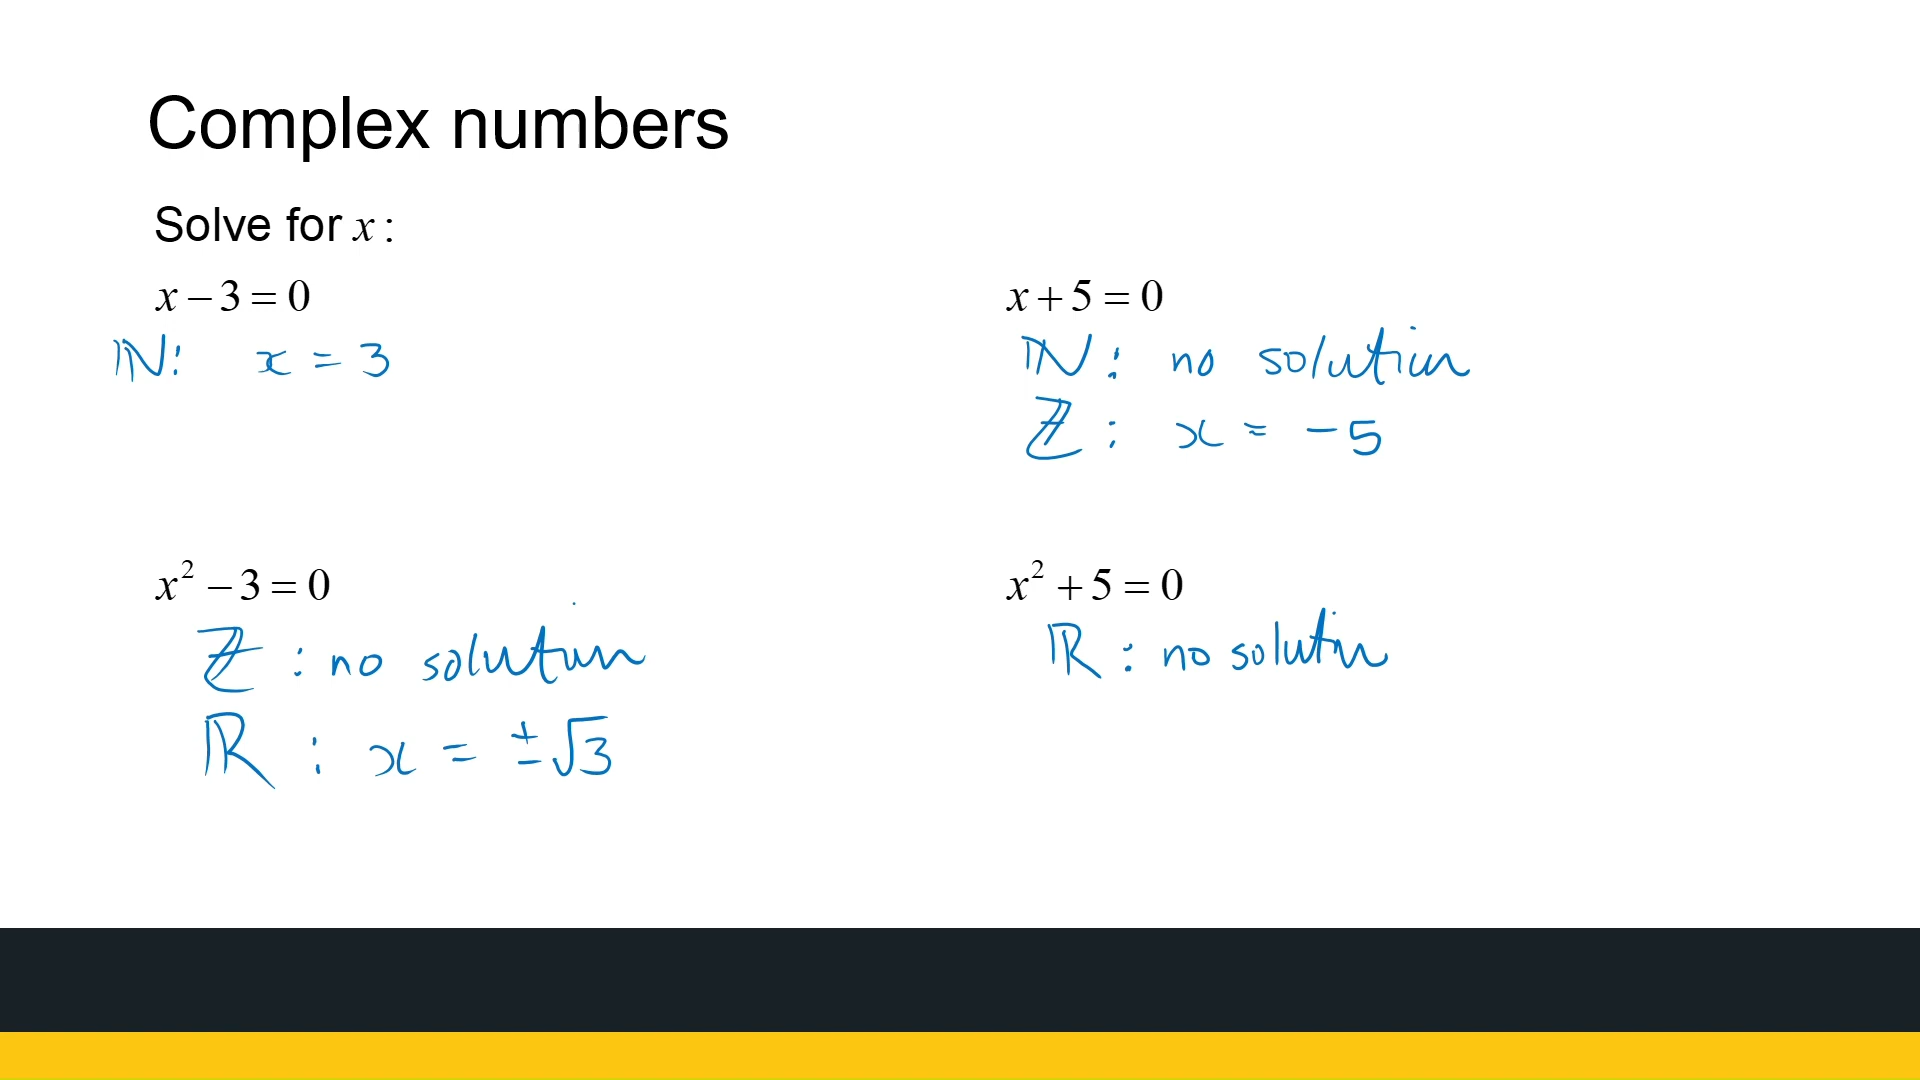 Complex numbers
Solve for x :
x − 3 = 0
ℕ: x = 3
x + 5 = 0
ℕ : no solution
ℤ : x = −5
x² − 3 = 0
ℤ : no solution
ℝ : x = ±√3
x² + 5 = 0
ℝ : no solution